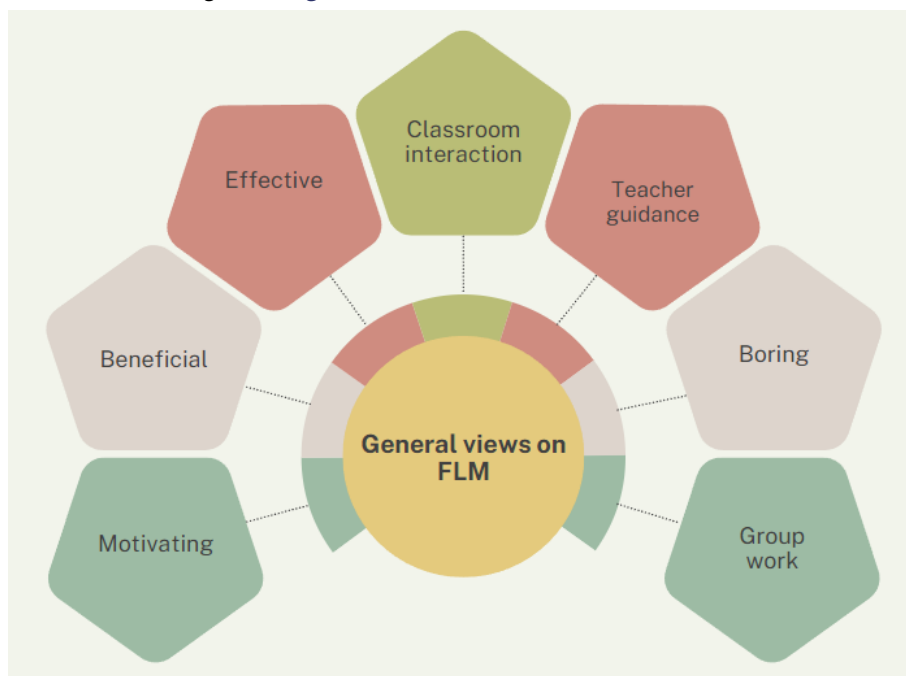 Classroom
interaction
Effective
Teacher
guidance
Beneficial
Boring
General views on
FLM
Motivating
Group
work